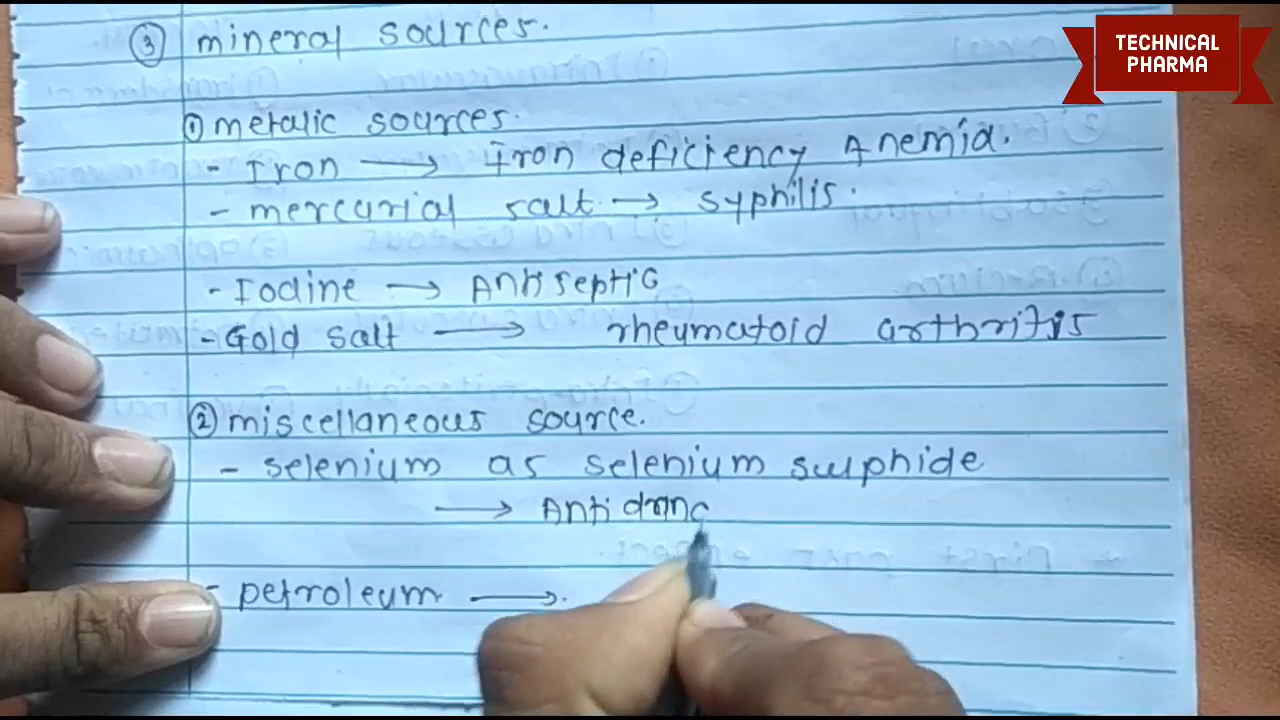 ③ mineral sources.
① metalic sources.
- Iron → Iron deficiency Anemia.
- mercurial salt → syphilis.
- Iodine → Antiseptic
- Gold salt → rheumatoid arthritis
② miscellaneous source.
- selenium as selenium sulphide
→ Anti
- petroleum →
TECHNICAL
PHARMA